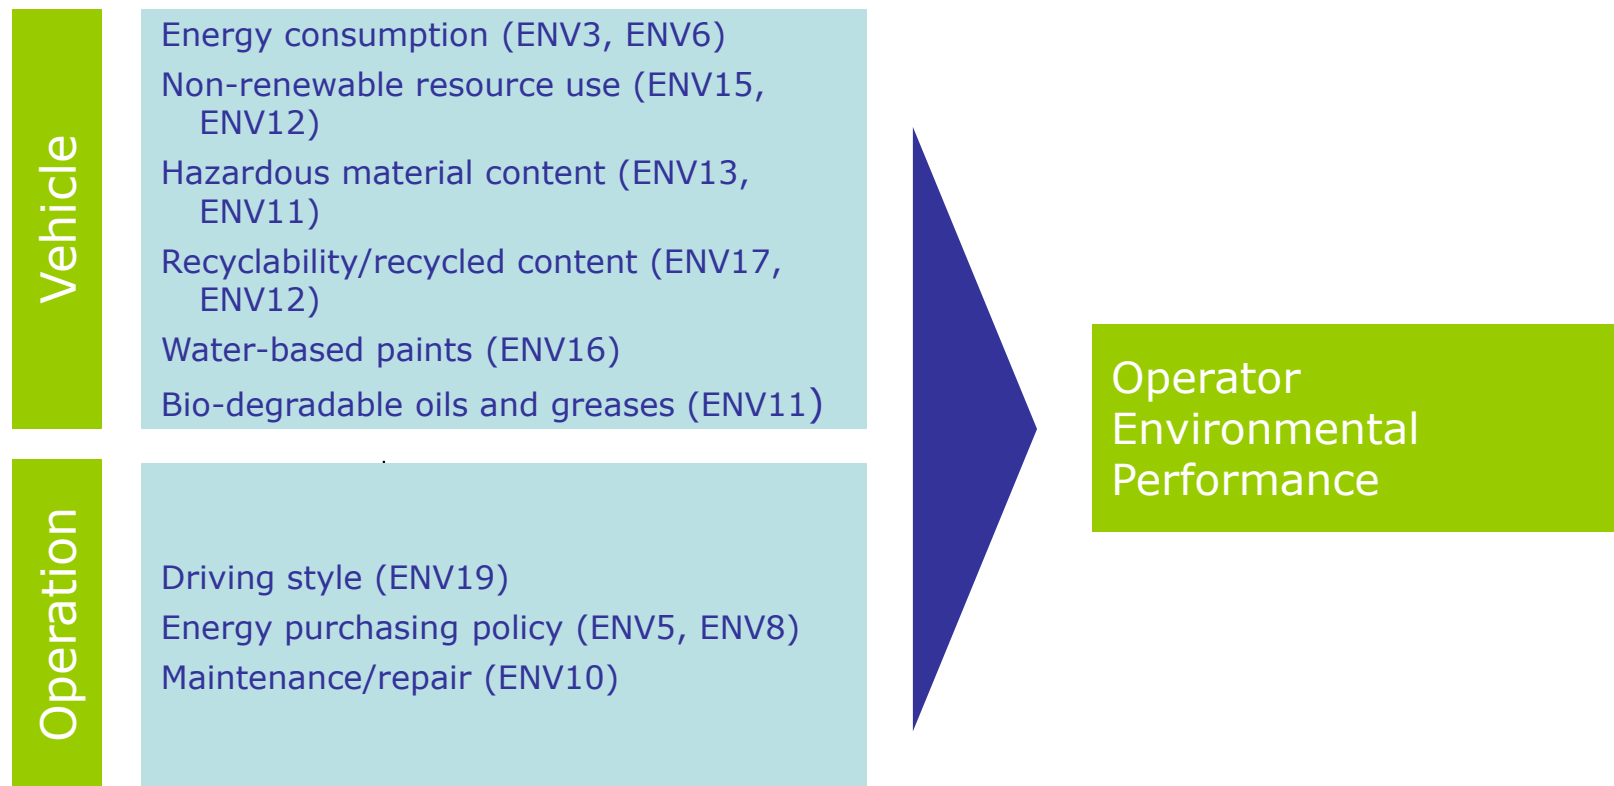 Vehicle
Energy consumption (ENV3, ENV6)
Non-renewable resource use (ENV15,
ENV12)
Hazardous material content (ENV13,
ENV11)
Recyclability/recycled content (ENV17,
ENV12)
Water-based paints (ENV16)
Bio-degradable oils and greases (ENV11)
Operation
Driving style (ENV19)
Energy purchasing policy (ENV5, ENV8)
Maintenance/repair (ENV10)
Operator
Environmental
Performance